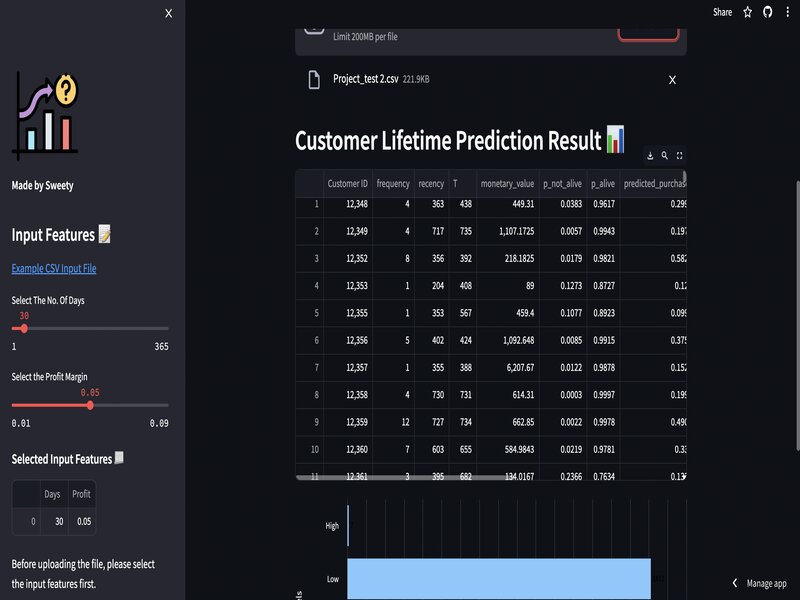 Share
X
Limit 200MB per file
Project_test 2.csv 221.9KB X
Customer Lifetime Prediction Result
Made by Sweety
Input Features
Example CSV Input File
Select The No. Of Days
30
1 365
Select the Profit Margin
0.05
0.01 0.09
Selected Input Features
Days Profit
0 30 0.05
Before uploading the file, please select
the input features first.
Customer ID frequency recency T monetary_value p_not_alive p_alive predicted_purchas
1 12,348 4 363 438 449.31 0.0383 0.9617 0.299
2 12,349 4 717 735 1,107.1725 0.0057 0.9943 0.197
3 12,352 8 356 392 218.1825 0.0179 0.9821 0.582
4 12,353 1 204 408 89 0.1273 0.8727 0.12
5 12,355 1 353 567 459.4 0.1077 0.8923 0.099
6 12,356 5 402 424 1,092.648 0.0085 0.9915 0.375
7 12,357 1 355 388 6,207.67 0.0122 0.9878 0.152
8 12,358 4 730 731 614.31 0.0003 0.9997 0.199
9 12,359 12 727 734 662.85 0.0022 0.9978 0.490
10 12,360 7 603 655 584.9843 0.0219 0.9781 0.33
11 12,361 3 395 682 134.0167 0.2366 0.7634
High
Low
Manage app